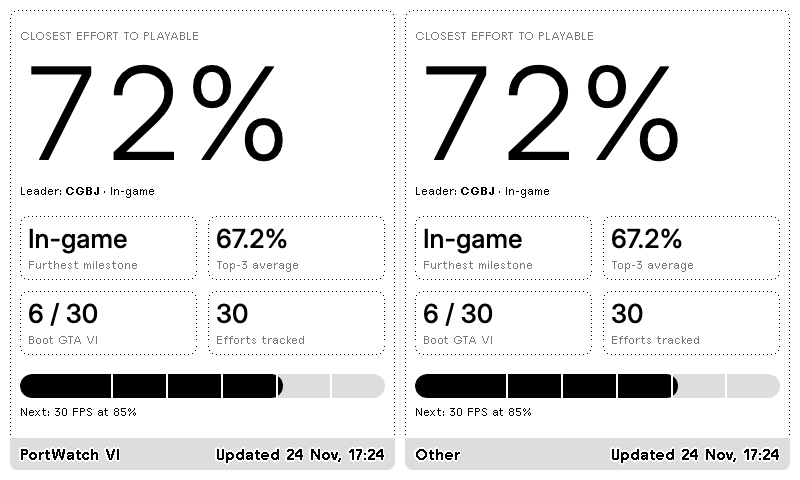 CLOSEST EFFORT TO PLAYABLE
72%
Leader: CGBJ · In-game
In-game
Furthest milestone
67.2%
Top-3 average
6 / 30
Boot GTA VI
30
Efforts tracked
Next: 30 FPS at 85%
PortWatch VI
Updated 24 Nov, 17:24
CLOSEST EFFORT TO PLAYABLE
72%
Leader: CGBJ · In-game
In-game
Furthest milestone
67.2%
Top-3 average
6 / 30
Boot GTA VI
30
Efforts tracked
Next: 30 FPS at 85%
Other
Updated 24 Nov, 17:24